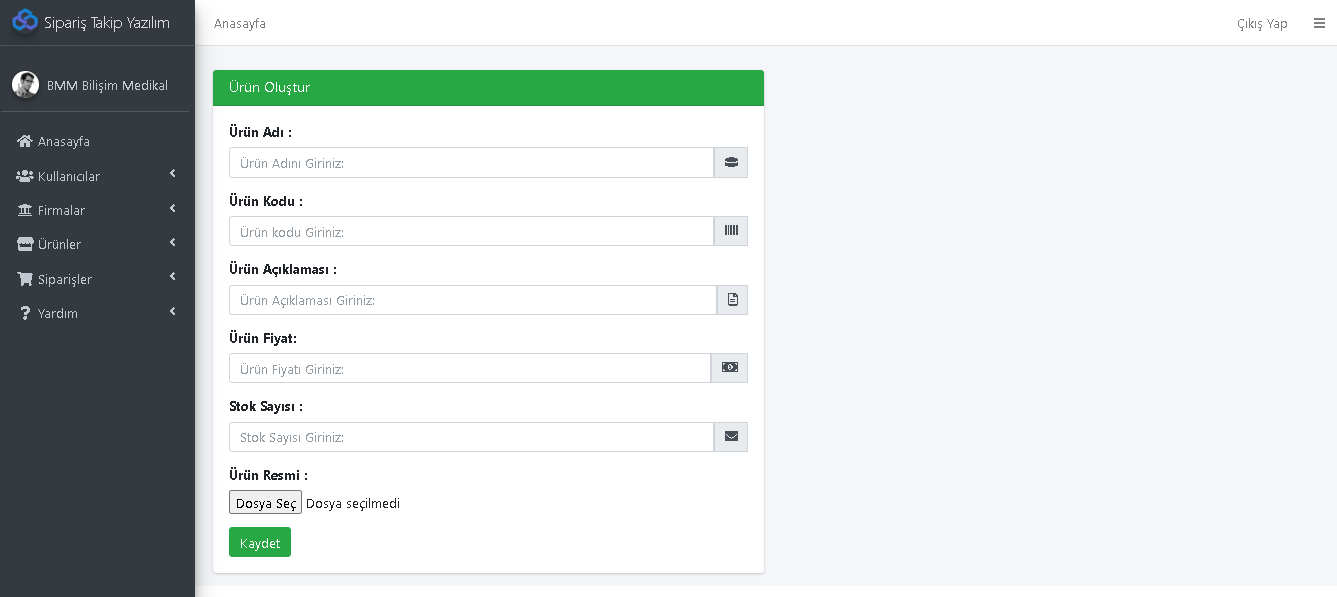 Sipariş Takip Yazılım
Anasayfa
Çıkış Yap
BMM Bilişim Medikal
Anasayfa
Kullanıcılar
Firmalar
Ürünler
Siparişler
Yardım
Ürün Oluştur
Ürün Adı :
Ürün Adını Giriniz:
Ürün Kodu :
Ürün kodu Giriniz:
Ürün Açıklaması :
Ürün Açıklaması Giriniz:
Ürün Fiyat:
Ürün Fiyatı Giriniz:
Stok Sayısı :
Stok Sayısı Giriniz:
Ürün Resmi :
Dosya Seç Dosya seçilmedi
Kaydet